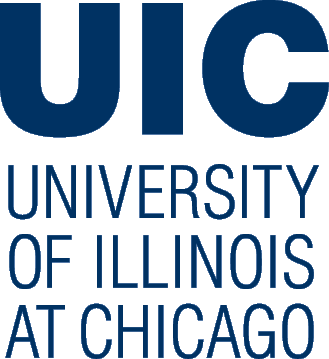 UIC
UNIVERSITY
OF ILLINOIS
AT CHICAGO